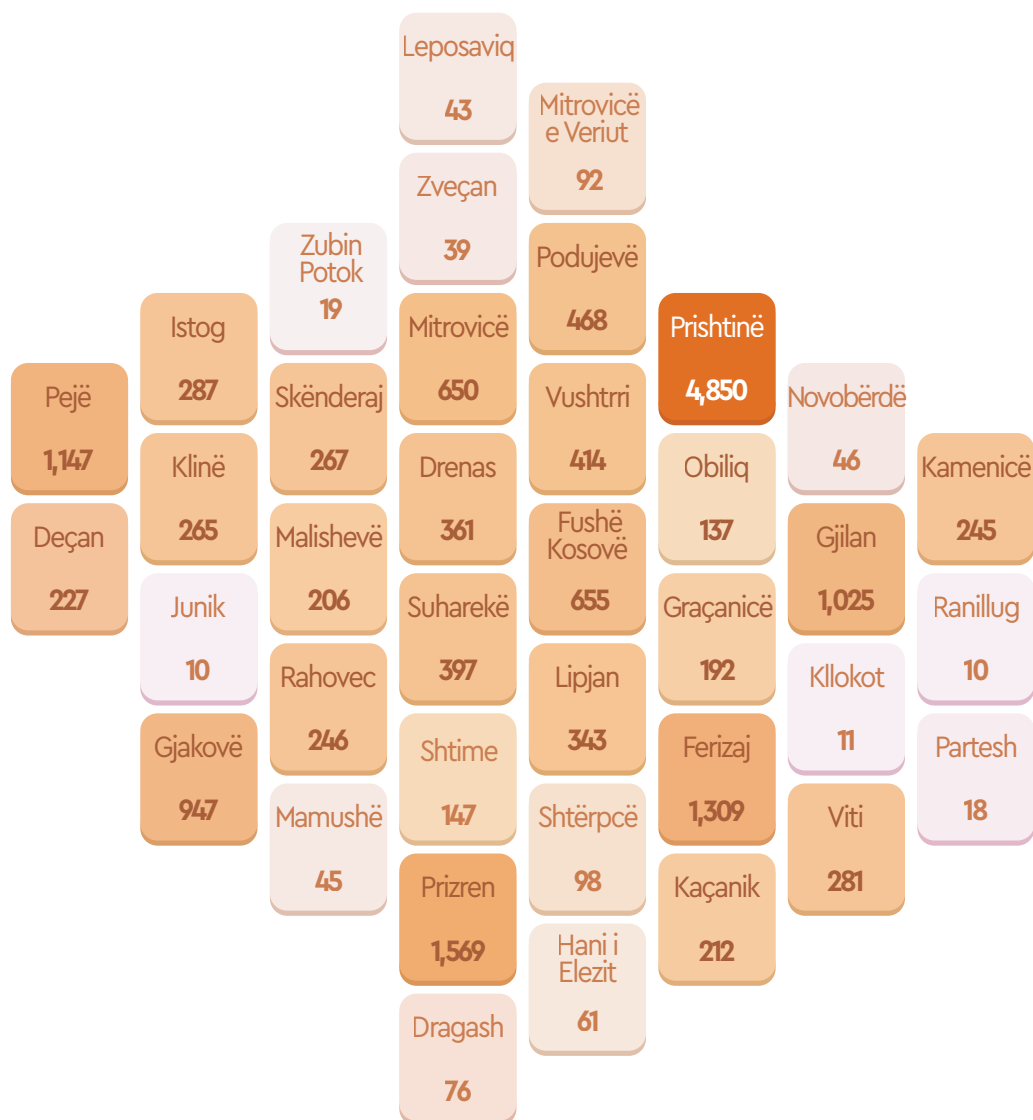 Leposaviq
43
Mitrovicë
e Veriut
92
Zveçan
39
Zubin
Potok
19
Podujevë
468
Istog
287
Mitrovicë
650
Prishtinë
4,850
Pejë
1,147
Skënderaj
267
Vushtrri
414
Novobërdë
46
Klinë
265
Drenas
361
Obiliq
137
Kamenicë
245
Deçan
227
Malishevë
206
Fushë
Kosovë
655
Gjilan
1,025
Junik
10
Suharekë
397
Graçanicë
192
Ranillug
10
Rahovec
246
Lipjan
343
Kllokot
11
Gjakovë
947
Shtime
147
Ferizaj
1,309
Partesh
18
Mamushë
45
Shtërpcë
98
Viti
281
Prizren
1,569
Kaçanik
212
Hani i
Elezit
61
Dragash
76